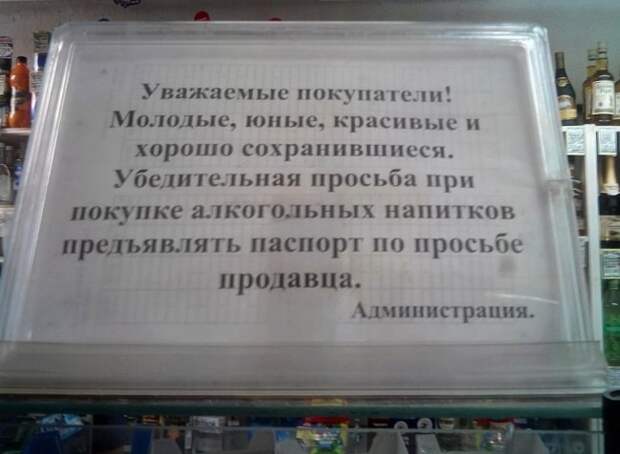 Уважаемые покупатели!
Молодые, юные, красивые и
хорошо сохранившиеся.
Убедительная просьба при
покупке алкогольных напитков
предъявлять паспорт по просьбе
продавца.
Администрация.